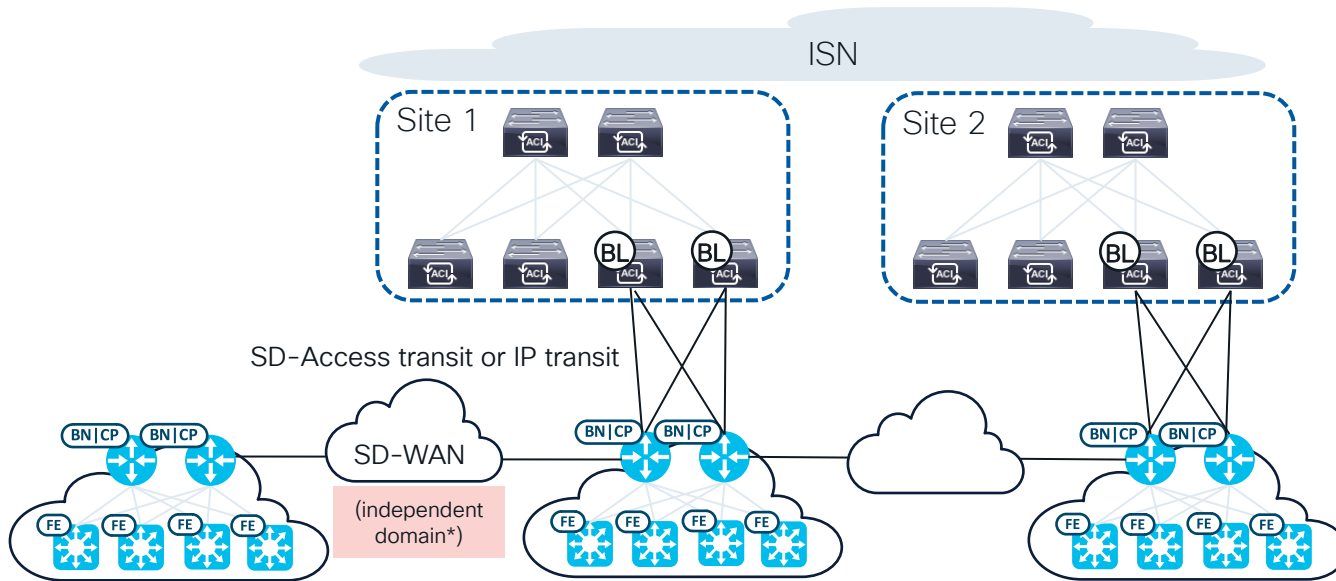 ISN
Site 1
Site 2
ACI
ACI
ACI
ACI
ACI
ACI
BL
ACI
BL
ACI
ACI
ACI
BL
ACI
BL
ACI
SD-Access transit or IP transit
BN|CP
BN|CP
SD-WAN
BN|CP
BN|CP
BN|CP
BN|CP
(independent
domain*)
FE
FE
FE
FE
FE
FE
FE
FE
FE
FE
FE
FE